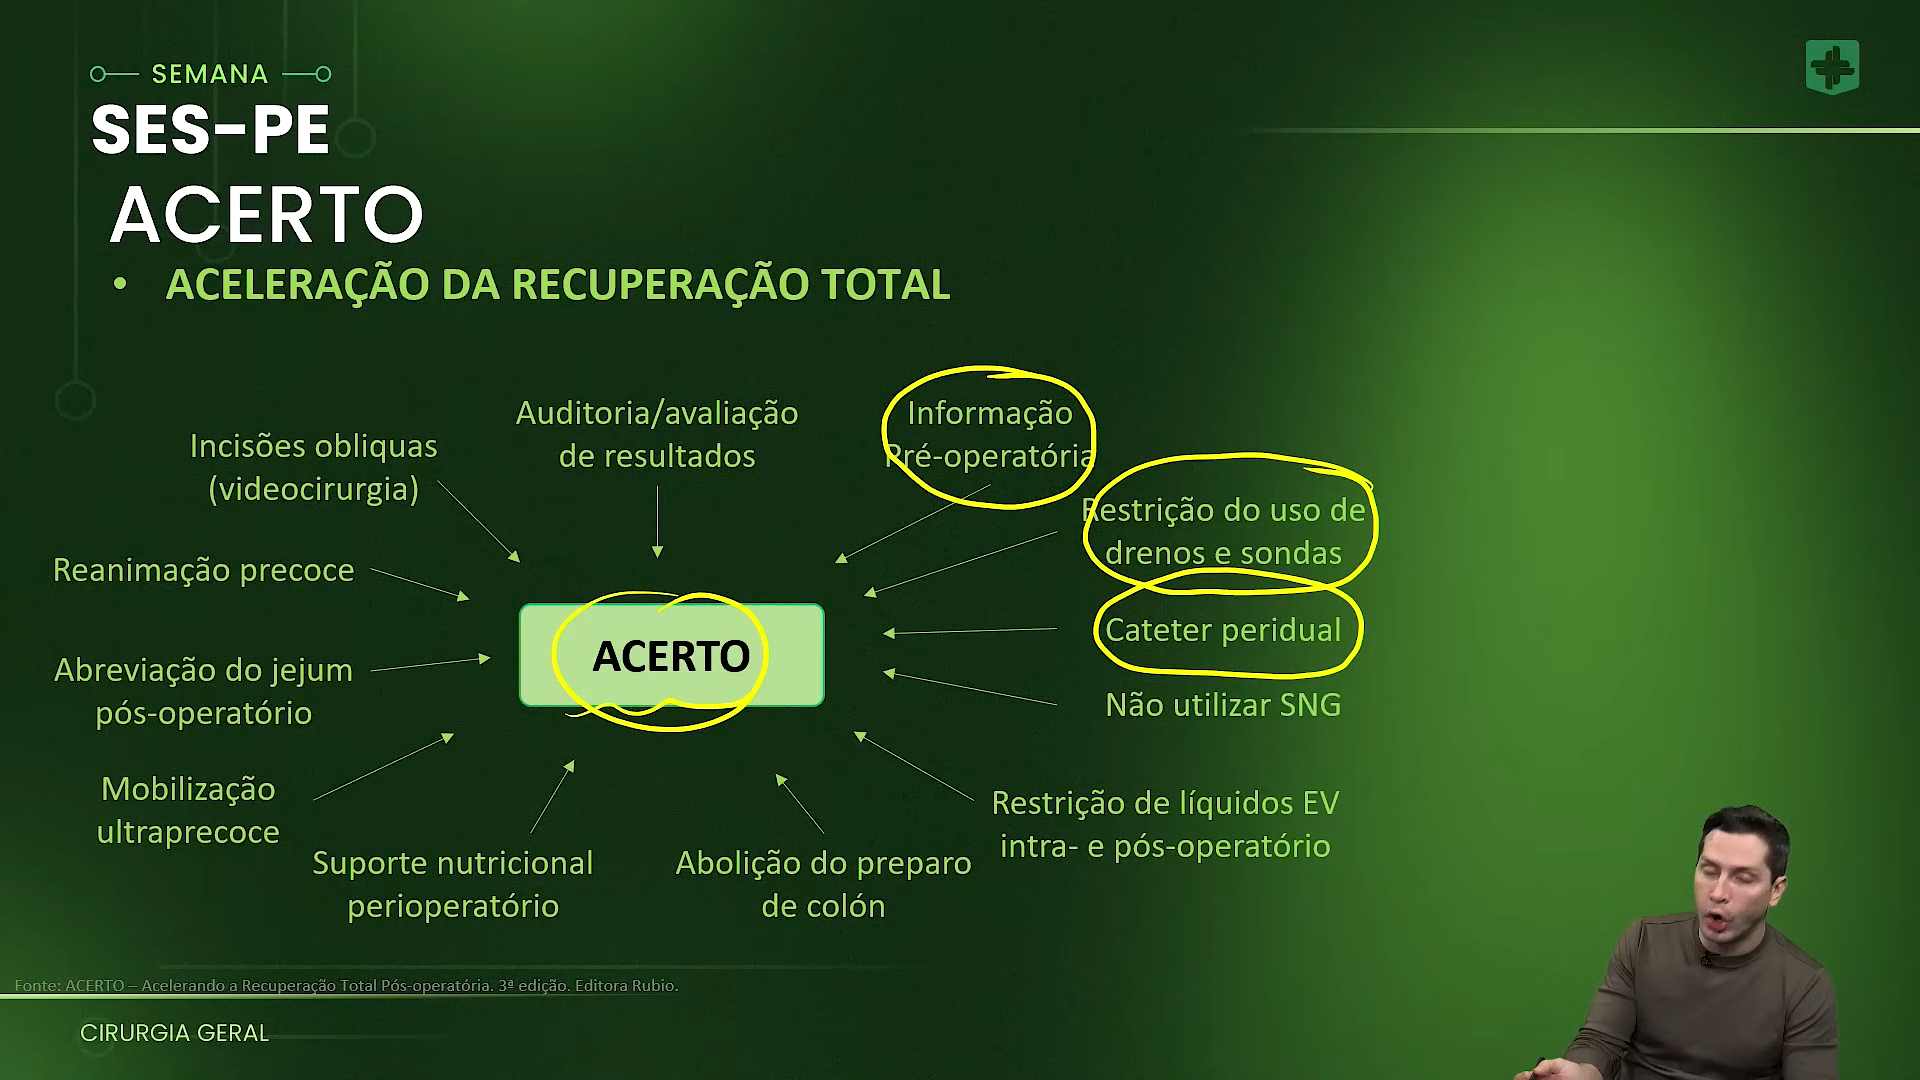 SEMANA
SES-PE
ACERTO
• ACELERAÇÃO DA RECUPERAÇÃO TOTAL
Incisões obliquas
(videocirurgia)
Auditoria/avaliação
de resultados
Informação
Pré-operatória
Restrição do uso de
drenos e sondas
Reanimação precoce
Cateter peridual
ACERTO
Abreviação do jejum
pós-operatório
Não utilizar SNG
Mobilização
ultraprecoce
Restrição de líquidos EV
intra- e pós-operatório
Suporte nutricional
perioperatório
Abolição do preparo
de colón
Fonte: ACERTO – Acelerando a Recuperação Total Pós-operatória. 3ª edição. Editora Rubio.
CIRURGIA GERAL